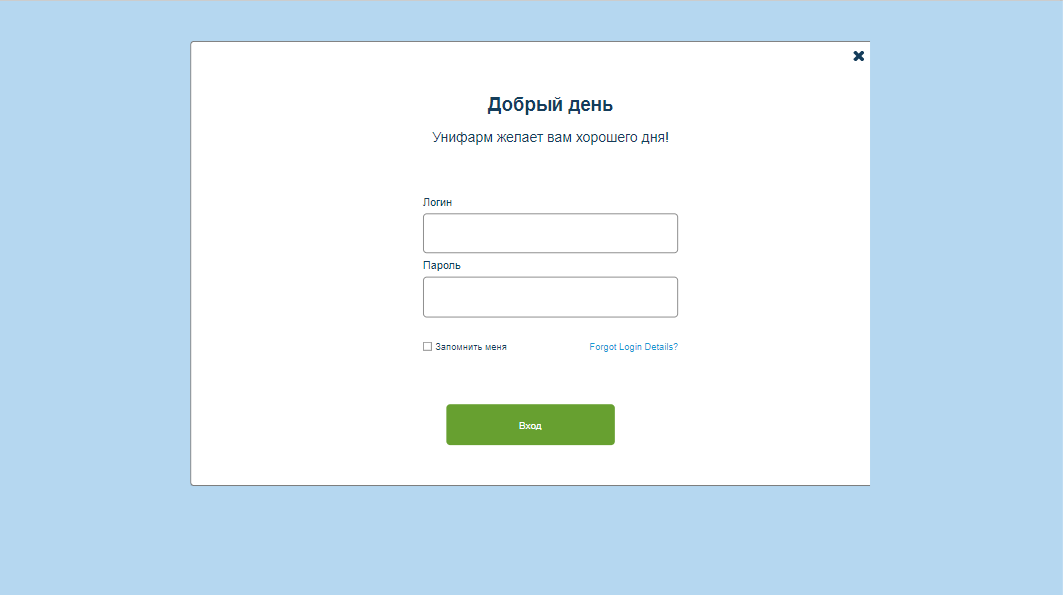 Добрый день
Унифарм желает вам хорошего дня!
Логин
Пароль
Запомнить меня Forgot Login Details?
Вход